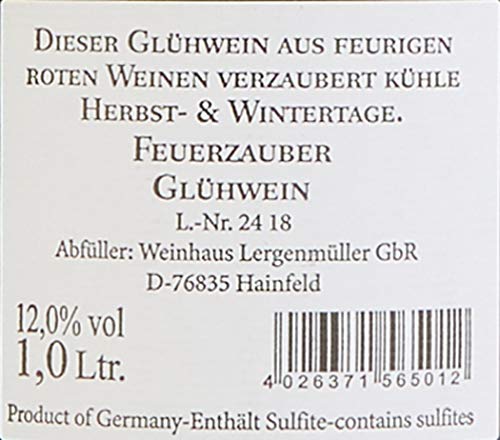 Dieser Glühwein aus feurigen
roten Weinen verzaubert kühle
Herbst- & Wintertage.
Feuerzauber
Glühwein
L.-Nr. 24 18
Abfüller: Weinhaus Lergenmüller GbR
D-76835 Hainfeld
12,0% vol
1,0 Ltr.
4 026371 565012
Product of Germany-Enthält Sulfite-contains sulfites